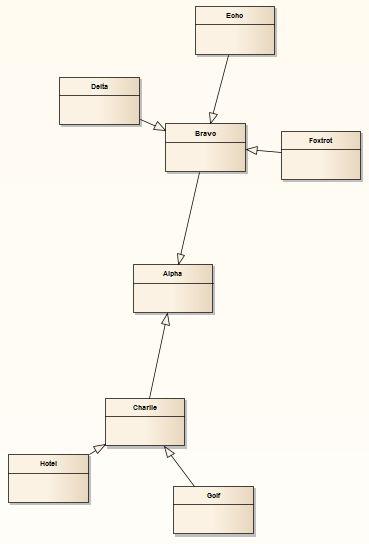 Echo
Delta
Bravo
Foxtrot
Alpha
Charlie
Hotel
Golf